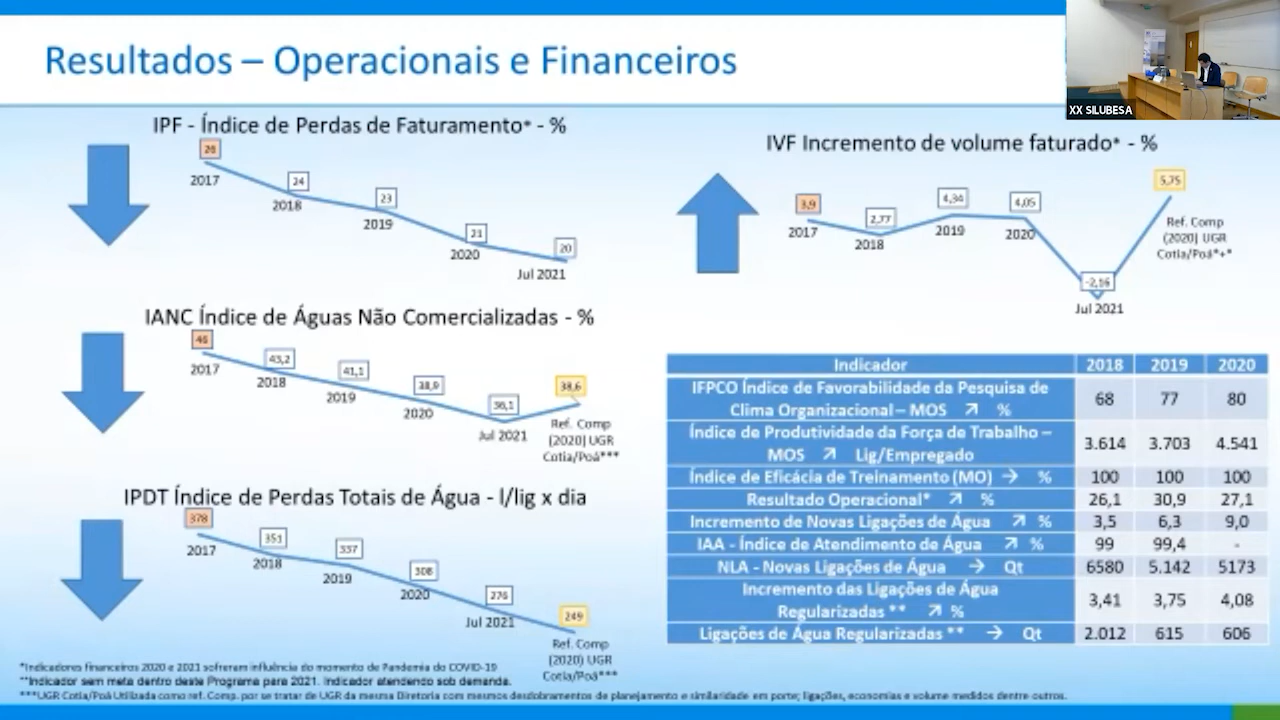 Resultados – Operacionais e Financeiros
XX SILUBESA
IPF - Índice de Perdas de Faturamento* - %
26
2017
24
2018
23
2019
21
2020
20
Jul 2021
IANC Índice de Águas Não Comercializadas - %
46
2017
43,2
2018
41,1
2019
38,9
2020
36,1
Jul 2021
38,6
Ref. Comp
(2020) UGR
Cotia/Poá***
IPDT Índice de Perdas Totais de Água - l/lig x dia
378
2017
351
2018
337
2019
308
2020
276
Jul 2021
249
Ref. Comp
(2020) UGR
Cotia/Poá***
IVF Incremento de volume faturado* - %
3,9
2017
2,77
2018
4,34
2019
4,05
2020
-2,16
Jul 2021
5,75
Ref. Comp
(2020) UGR
Cotia/Poá*+*
Indicador 2018 2019 2020
IFPCO Índice de Favorabilidade da Pesquisa de
Clima Organizacional – MOS ↗ % 68 77 80
Índice de Produtividade da Força de Trabalho –
MOS ↗ Lig/Empregado 3.614 3.703 4.541
Índice de Eficácia de Treinamento (MO) → % 100 100 100
Resultado Operacional* ↗ % 26,1 30,9 27,1
Incremento de Novas Ligações de Água ↗ % 3,5 6,3 9,0
IAA - Índice de Atendimento de Água ↗ % 99 99,4 -
NLA - Novas Ligações de Água → Qt 6580 5.142 5173
Incremento das Ligações de Água
Regularizadas ** ↗ % 3,41 3,75 4,08
Ligações de Água Regularizadas ** → Qt 2.012 615 606
*Indicadores financeiros 2020 e 2021 sofreram influência do momento de Pandemia do COVID-19
**Indicador sem meta dentro deste Programa para 2021. Indicador atendendo sob demanda.
***UGR Cotia/Poá Utilizada como ref. Comp. por se tratar de UGR da mesma Diretoria com mesmos desdobramentos de planejamento e similaridade em porte; ligações, economias e volume medidos dentre outros.